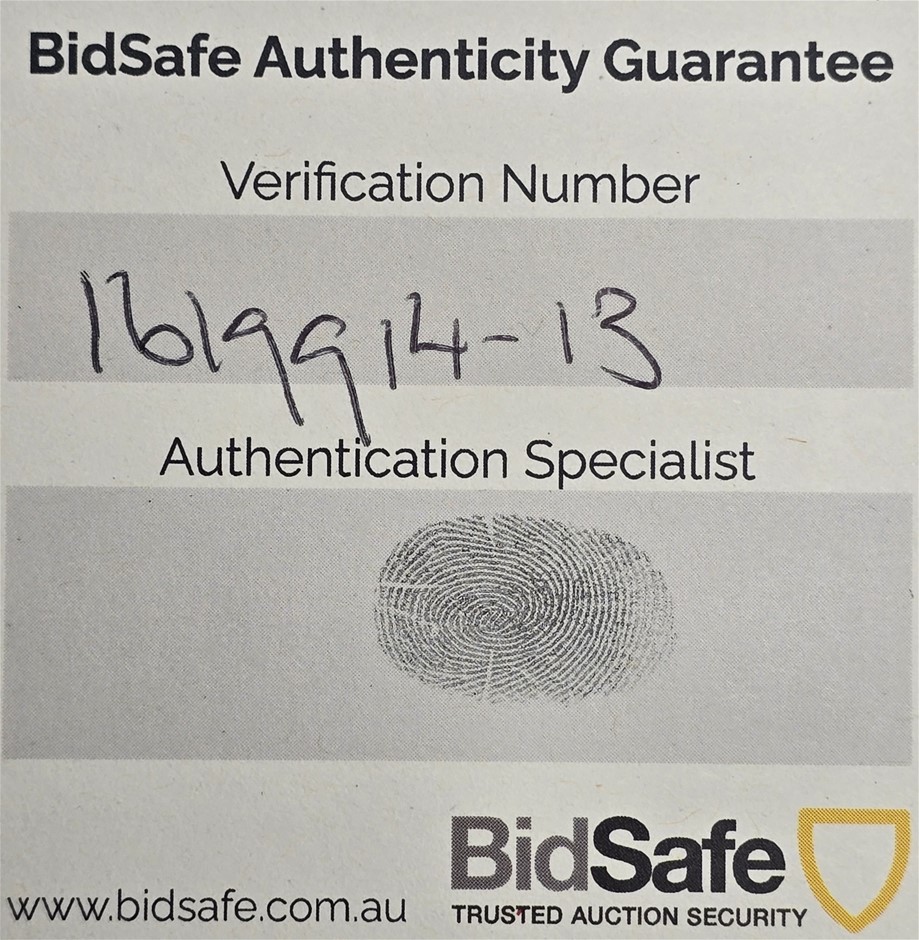 BidSafe Authenticity Guarantee
Verification Number
1619914-13
Authentication Specialist
BidSafe
www.bidsafe.com.au
TRUSTED AUCTION SECURITY